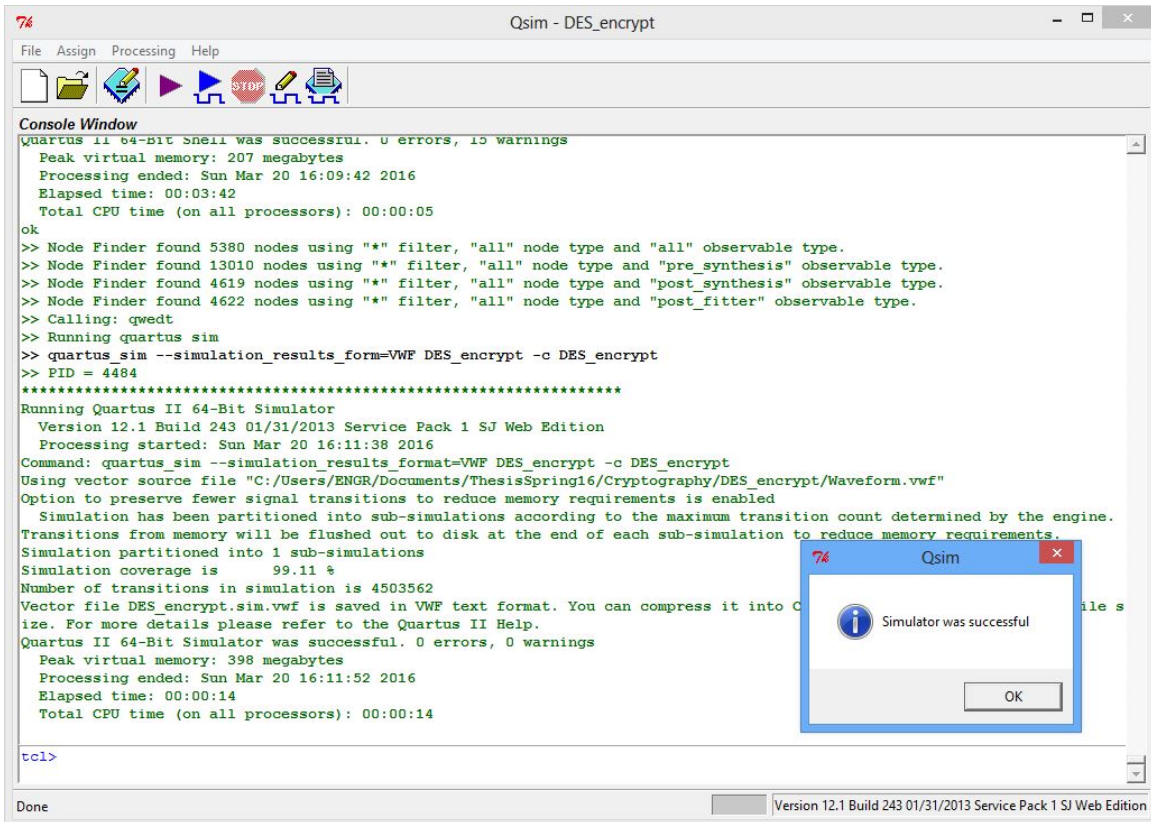 Qsim - DES_encrypt
File Assign Processing Help
STOP
Console Window
Quartus II 64-Bit Shell was successful. 0 errors, 15 warnings
Peak virtual memory: 207 megabytes
Processing ended: Sun Mar 20 16:09:42 2016
Elapsed time: 00:03:42
Total CPU time (on all processors): 00:00:05
ok
>> Node Finder found 5380 nodes using "*" filter, "all" node type and "all" observable type.
>> Node Finder found 13010 nodes using "*" filter, "all" node type and "pre_synthesis" observable type.
>> Node Finder found 4619 nodes using "*" filter, "all" node type and "post_synthesis" observable type.
>> Node Finder found 4622 nodes using "*" filter, "all" node type and "post_fitter" observable type.
>> Calling: qwedt
>> Running quartus sim
>> quartus_sim --simulation_results_form=VWF DES_encrypt -c DES_encrypt
>> PID = 4484
*******************************************************************
Running Quartus II 64-Bit Simulator
Version 12.1 Build 243 01/31/2013 Service Pack 1 SJ Web Edition
Processing started: Sun Mar 20 16:11:38 2016
Command: quartus_sim --simulation_results_format=VWF DES_encrypt -c DES_encrypt
Using vector source file "C:/Users/ENGR/Documents/ThesisSpring16/Cryptography/DES_encrypt/Waveform.vwf"
Option to preserve fewer signal transitions to reduce memory requirements is enabled
Simulation has been partitioned into sub-simulations according to the maximum transition count determined by the engine.
Transitions from memory will be flushed out to disk at the end of each sub-simulation to reduce memory requirements.
Simulation partitioned into 1 sub-simulations
Simulation coverage is 99.11 %
Number of transitions in simulation is 4503562
Vector file DES_encrypt.sim.vwf is saved in VWF text format. You can compress it into C ile s
ize. For more details please refer to the Quartus II Help.
Quartus II 64-Bit Simulator was successful. 0 errors, 0 warnings
Peak virtual memory: 398 megabytes
Processing ended: Sun Mar 20 16:11:52 2016
Elapsed time: 00:00:14
Total CPU time (on all processors): 00:00:14
Qsim
Simulator was successful
OK
tcl>
Done
Version 12.1 Build 243 01/31/2013 Service Pack 1 SJ Web Edition